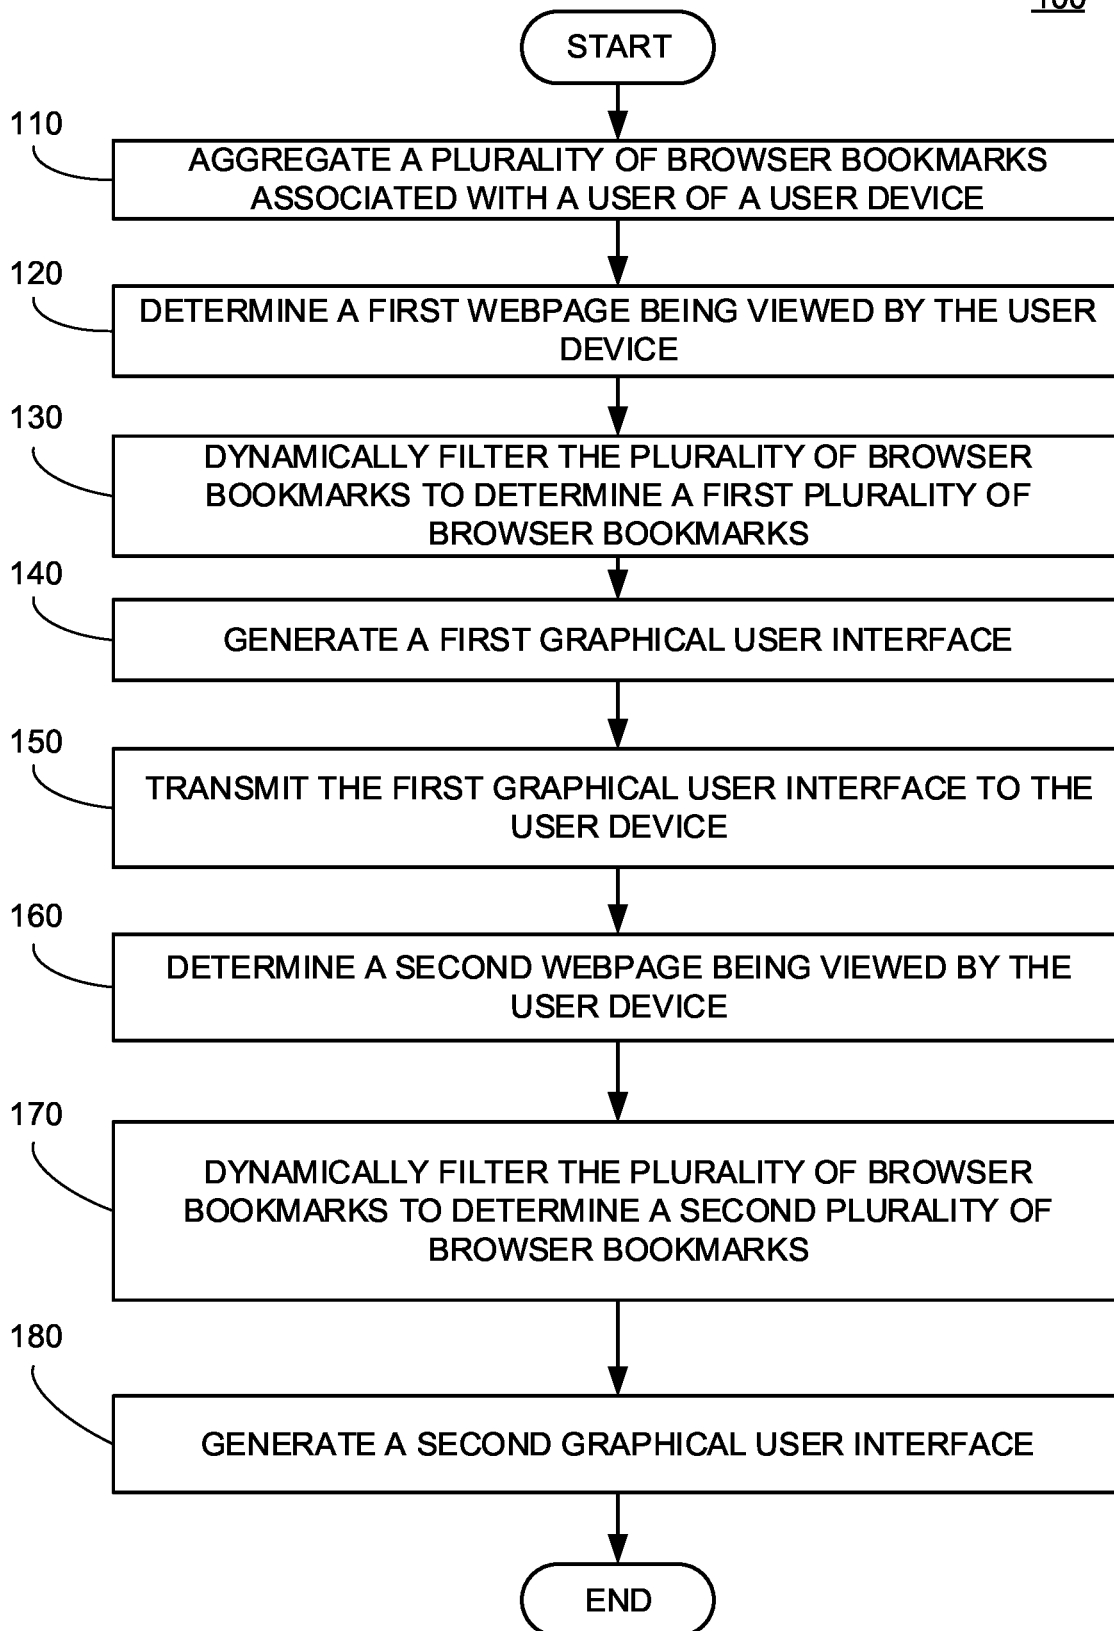 100
START
110
AGGREGATE A PLURALITY OF BROWSER BOOKMARKS
ASSOCIATED WITH A USER OF A USER DEVICE
120
DETERMINE A FIRST WEBPAGE BEING VIEWED BY THE USER
DEVICE
130
DYNAMICALLY FILTER THE PLURALITY OF BROWSER
BOOKMARKS TO DETERMINE A FIRST PLURALITY OF
BROWSER BOOKMARKS
140
GENERATE A FIRST GRAPHICAL USER INTERFACE
150
TRANSMIT THE FIRST GRAPHICAL USER INTERFACE TO THE
USER DEVICE
160
DETERMINE A SECOND WEBPAGE BEING VIEWED BY THE
USER DEVICE
170
DYNAMICALLY FILTER THE PLURALITY OF BROWSER
BOOKMARKS TO DETERMINE A SECOND PLURALITY OF
BROWSER BOOKMARKS
180
GENERATE A SECOND GRAPHICAL USER INTERFACE
END